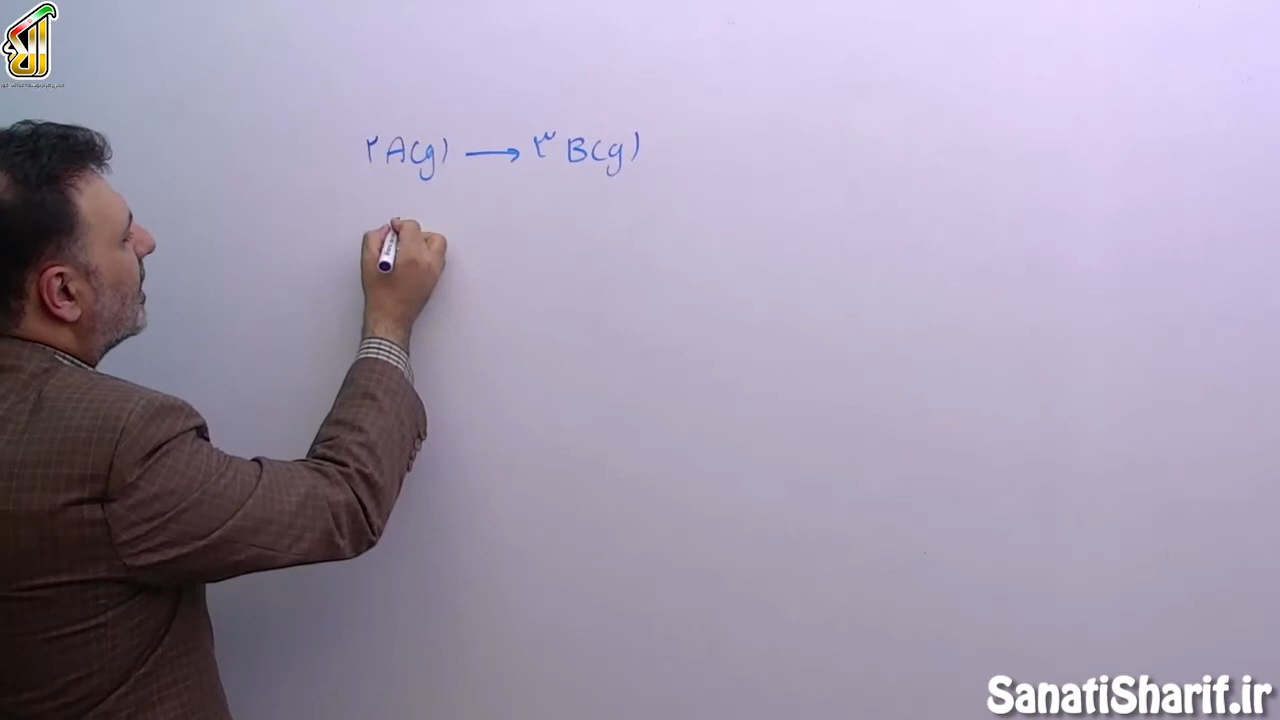 ۲A(g) → ۳B(g)
SanatiSharif.ir